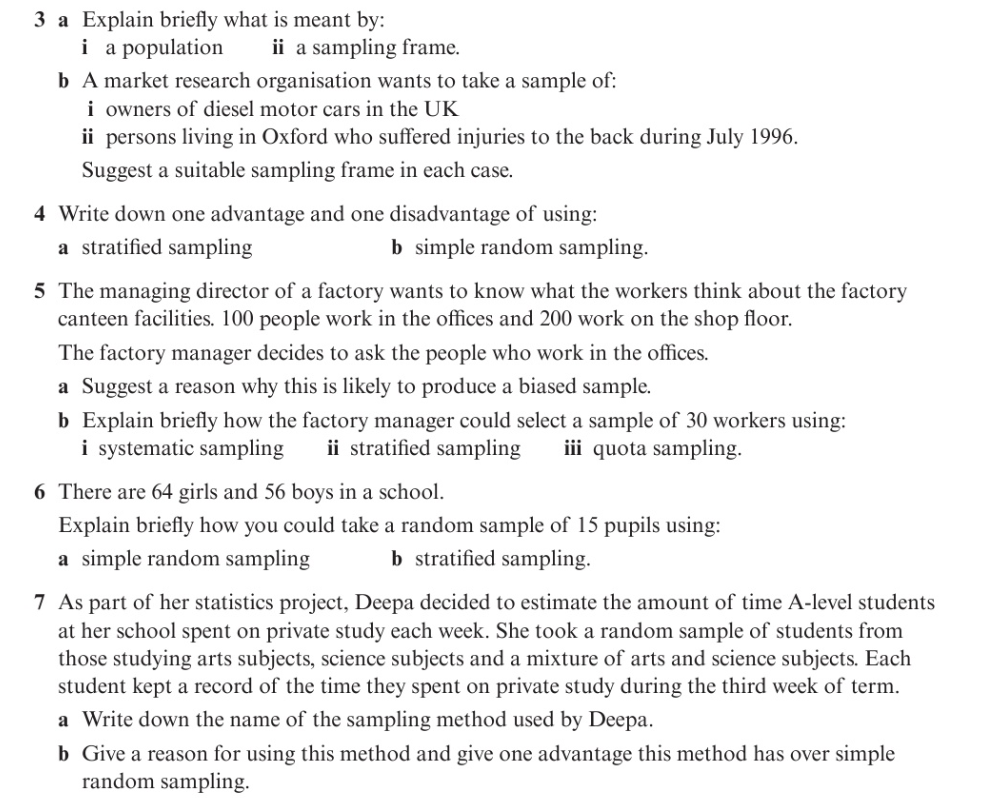 3 a Explain briefly what is meant by:
i a population ii a sampling frame.
b A market research organisation wants to take a sample of:
i owners of diesel motor cars in the UK
ii persons living in Oxford who suffered injuries to the back during July 1996.
Suggest a suitable sampling frame in each case.
4 Write down one advantage and one disadvantage of using:
a stratified sampling b simple random sampling.
5 The managing director of a factory wants to know what the workers think about the factory
canteen facilities. 100 people work in the offices and 200 work on the shop floor.
The factory manager decides to ask the people who work in the offices.
a Suggest a reason why this is likely to produce a biased sample.
b Explain briefly how the factory manager could select a sample of 30 workers using:
i systematic sampling ii stratified sampling iii quota sampling.
6 There are 64 girls and 56 boys in a school.
Explain briefly how you could take a random sample of 15 pupils using:
a simple random sampling b stratified sampling.
7 As part of her statistics project, Deepa decided to estimate the amount of time A-level students
at her school spent on private study each week. She took a random sample of students from
those studying arts subjects, science subjects and a mixture of arts and science subjects. Each
student kept a record of the time they spent on private study during the third week of term.
a Write down the name of the sampling method used by Deepa.
b Give a reason for using this method and give one advantage this method has over simple
random sampling.